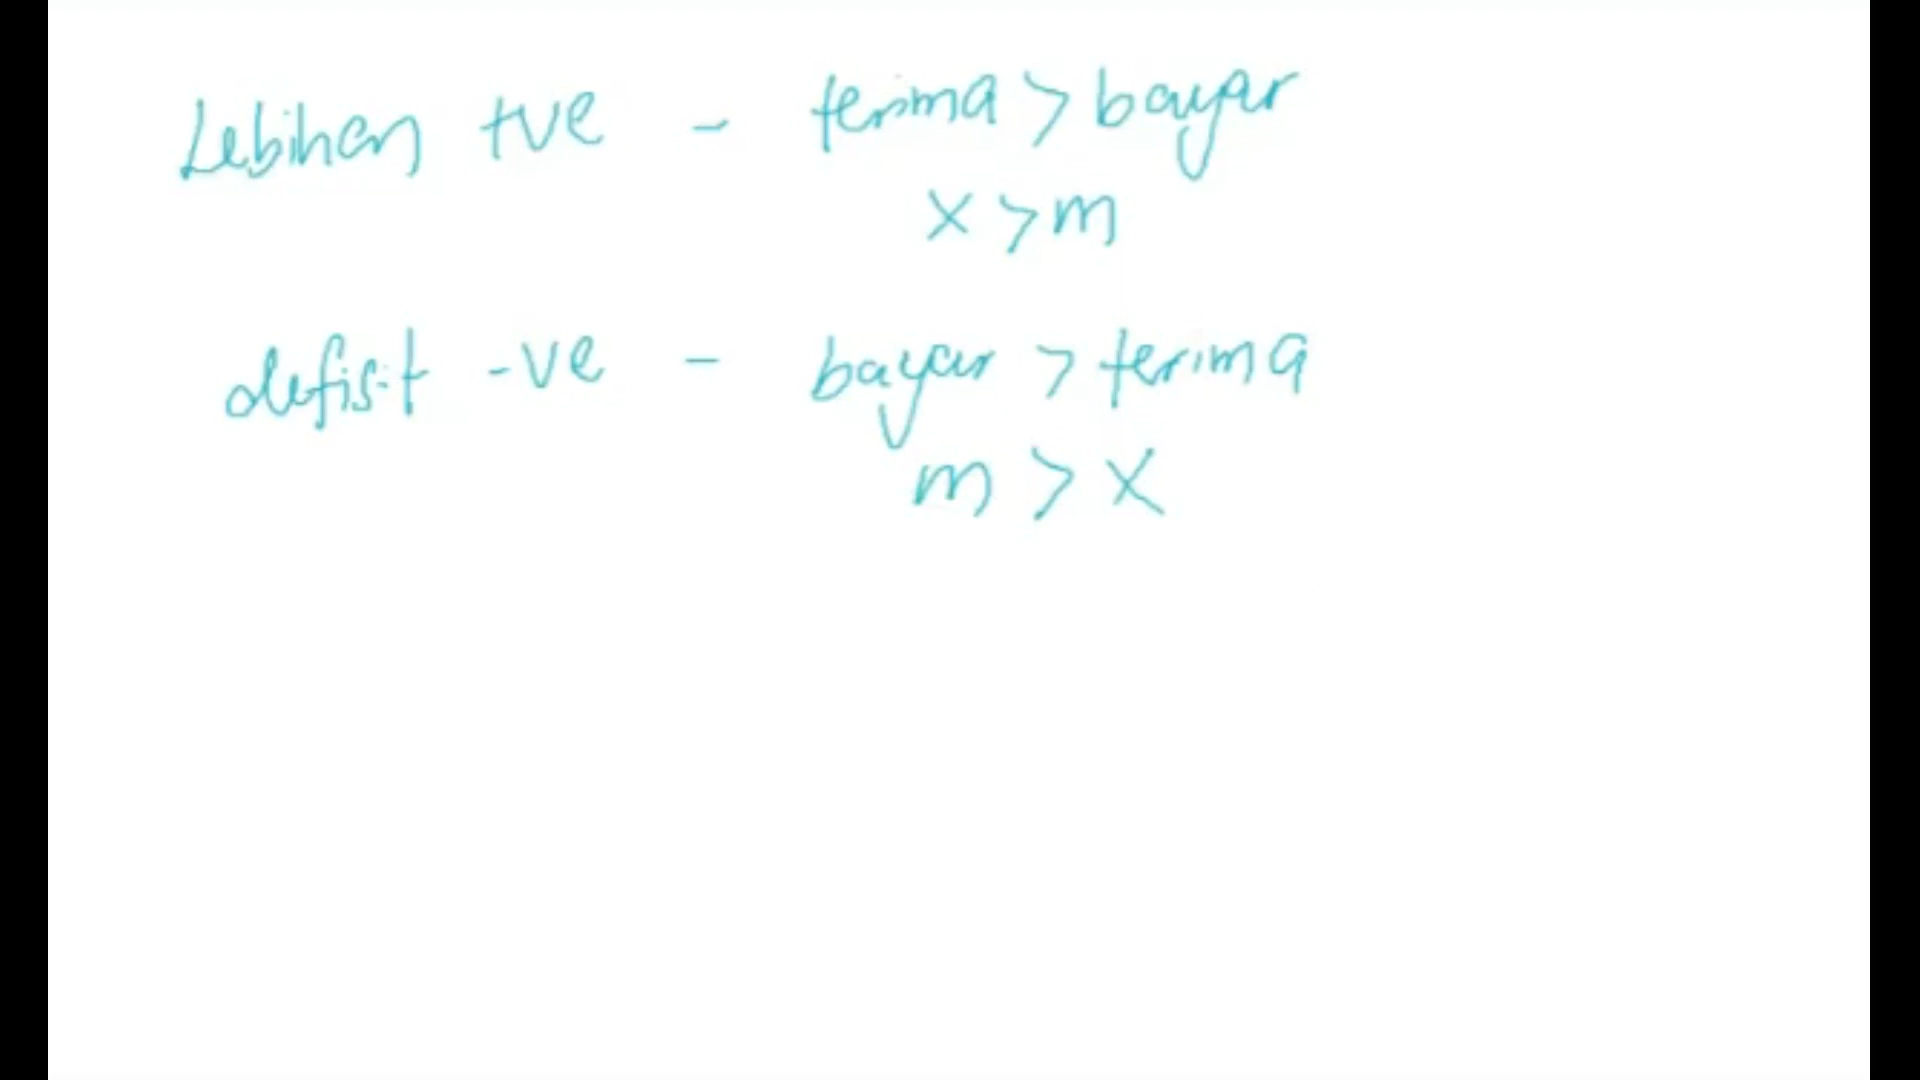 Lebihan +ve - terima > bayar
x > m
defisit -ve - bayar > terima
m > x